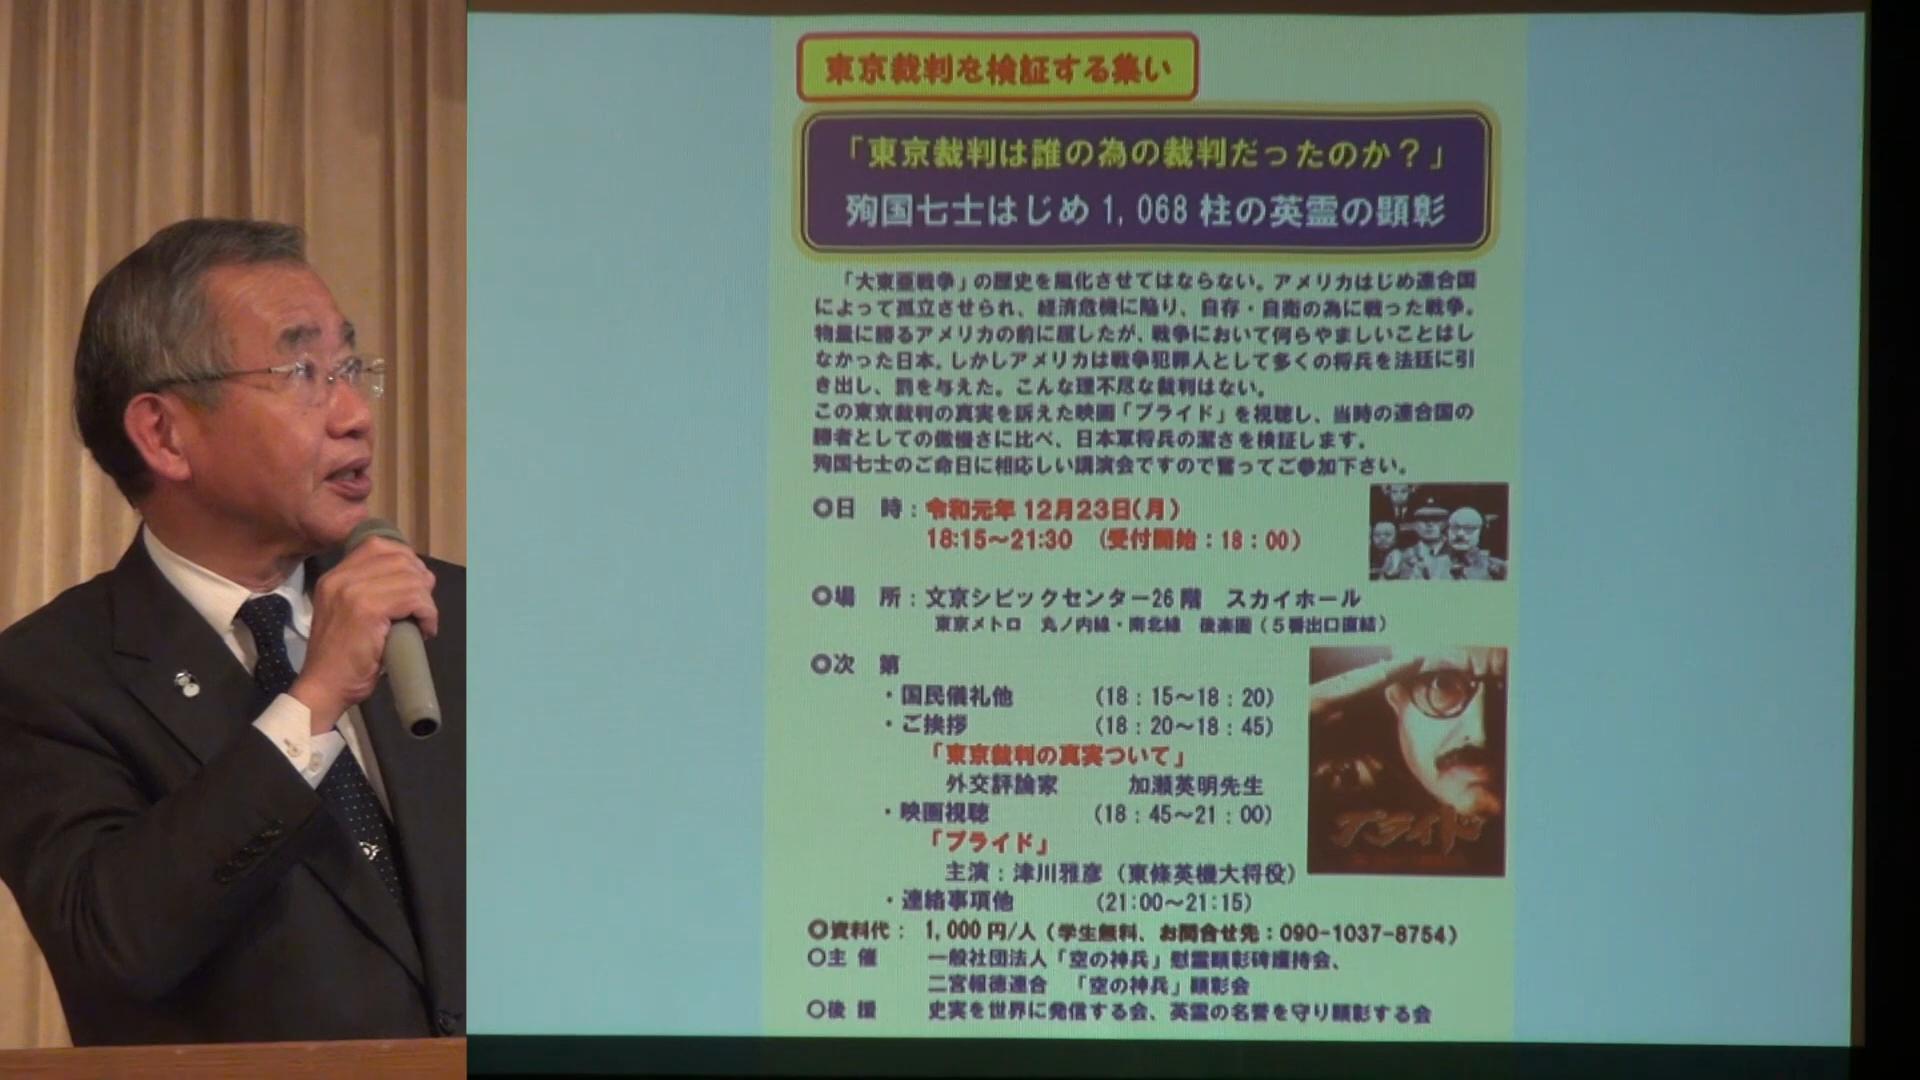 東京裁判を検証する集い
「東京裁判は誰の為の裁判だったのか？」
殉国七士はじめ1,068柱の英霊の顕彰
「大東亜戦争」の歴史を風化させてはならない。アメリカはじめ連合国
によって孤立させられ、経済危機に陥り、自存・自衛の為に戦った戦争。
物量に勝るアメリカの前に屈したが、戦争において何らやましいことはし
なかった日本。しかしアメリカは戦争犯罪人として多くの将兵を法廷に引
き出し、罰を与えた。こんな理不尽な裁判はない。
この東京裁判の真実を訴えた映画「プライド」を視聴し、当時の連合国の
勝者としての傲慢さに比べ、日本軍将兵の潔さを検証します。
殉国七士のご命日に相応しい講演会ですので奮ってご参加下さい。
◎日　時：令和元年12月23日(月)
18:15～21:30　(受付開始：18：00)
◎場　所：文京シビックセンター26階　スカイホール
東京メトロ　丸ノ内線・南北線　後楽園（5番出口直結）
◎次　第
・国民儀礼他　(18：15～18：20)
・ご挨拶　(18：20～18：45)
「東京裁判の真実ついて」
外交評論家　加瀬英明先生
・映画視聴　(18：45～21：00)
「プライド」
主演：津川雅彦（東條英機大将役）
プライド
・連絡事項他　(21:00～21:15)
◎資料代：1,000円/人（学生無料、お問合せ先：090-1037-8754）
○主　催　一般社団法人「空の神兵」慰霊顕彰碑護持会、
二宮報徳連合　「空の神兵」顕彰会
○後　援　史実を世界に発信する会、英霊の名誉を守り顕彰する会